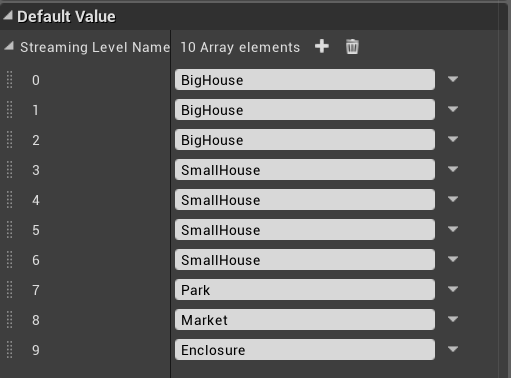 Default Value
Streaming Level Name 10 Array elements
0 BigHouse
1 BigHouse
2 BigHouse
3 SmallHouse
4 SmallHouse
5 SmallHouse
6 SmallHouse
7 Park
8 Market
9 Enclosure